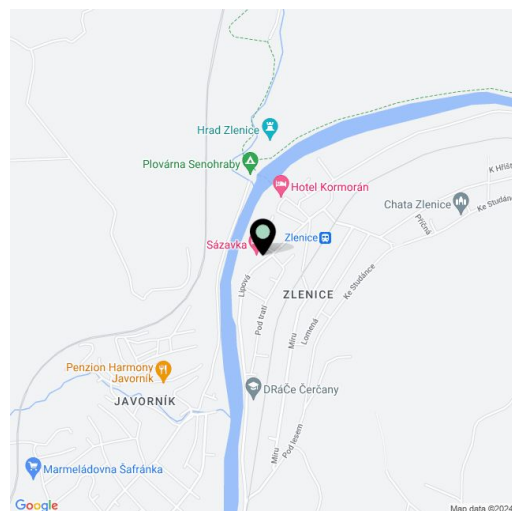 Hrad Zlenice
Plovárna Senohraby
K Hřiš
Hotel Kormorán
Chata Zlenice
Ke Studá
Příčná
Sázavka
Zlenice
Ke Studánce
Lipová
ZLENICE
Pod tratí
Lomená
Míru
Penzion Harmony
Javorník
DRáČe Čerčany
JAVORNÍK
Míru
Pod lesem
Marmeládovna Šafránka
Google
Map data ©2024